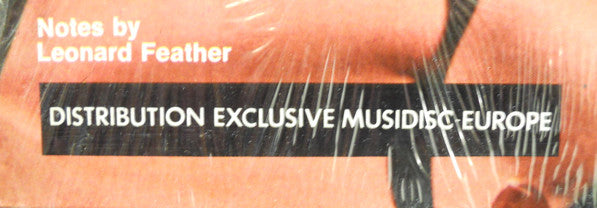 Notes by
Leonard Feather
DISTRIBUTION EXCLUSIVE MUSIDISC-EUROPE